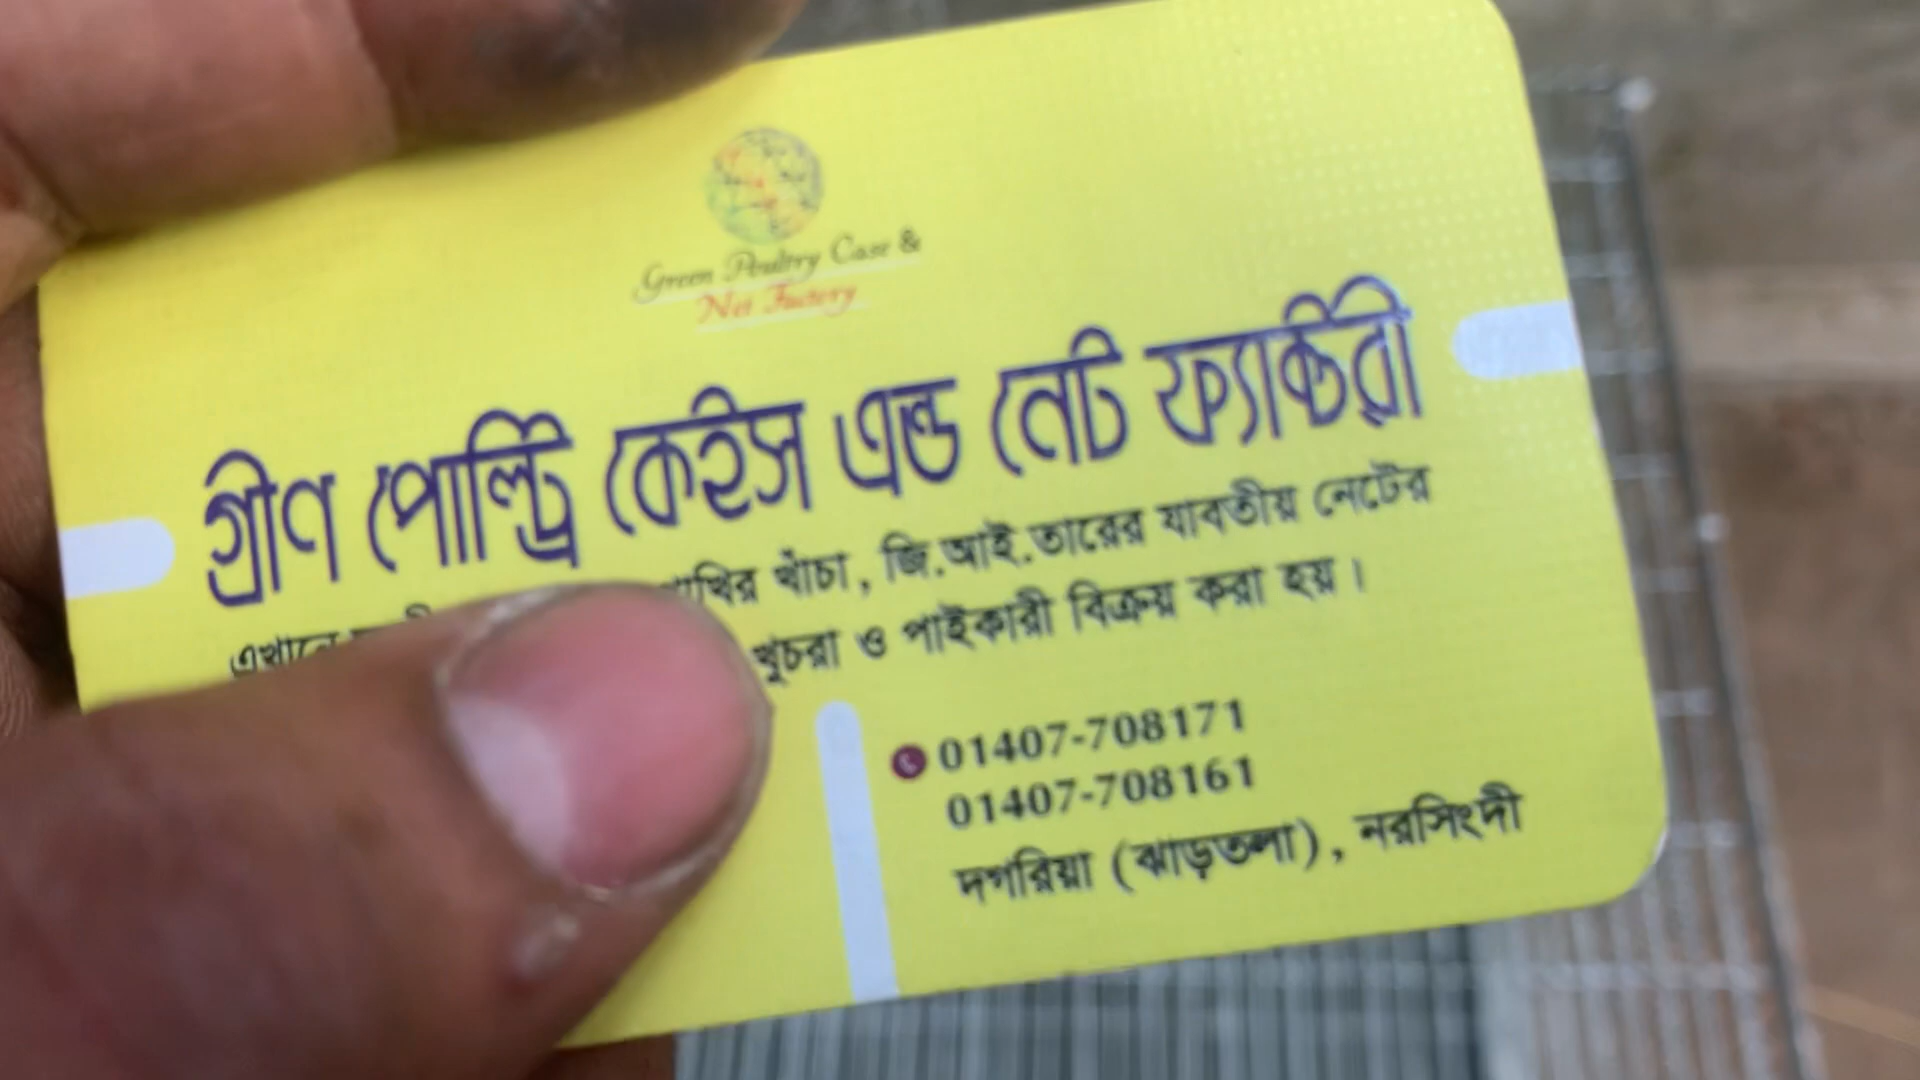 Green Poultry Case &
Net Factory
গ্রীণ পোল্ট্রি কেইস এন্ড নেট ফ্যাক্টরী
এখানে খাঁচা, জি.আই.তারের যাবতীয় নেটের
খুচরা ও পাইকারী বিক্রয় করা হয়।
01407-708171
01407-708161
দগরিয়া (ঝাড়তলা), নরসিংদী